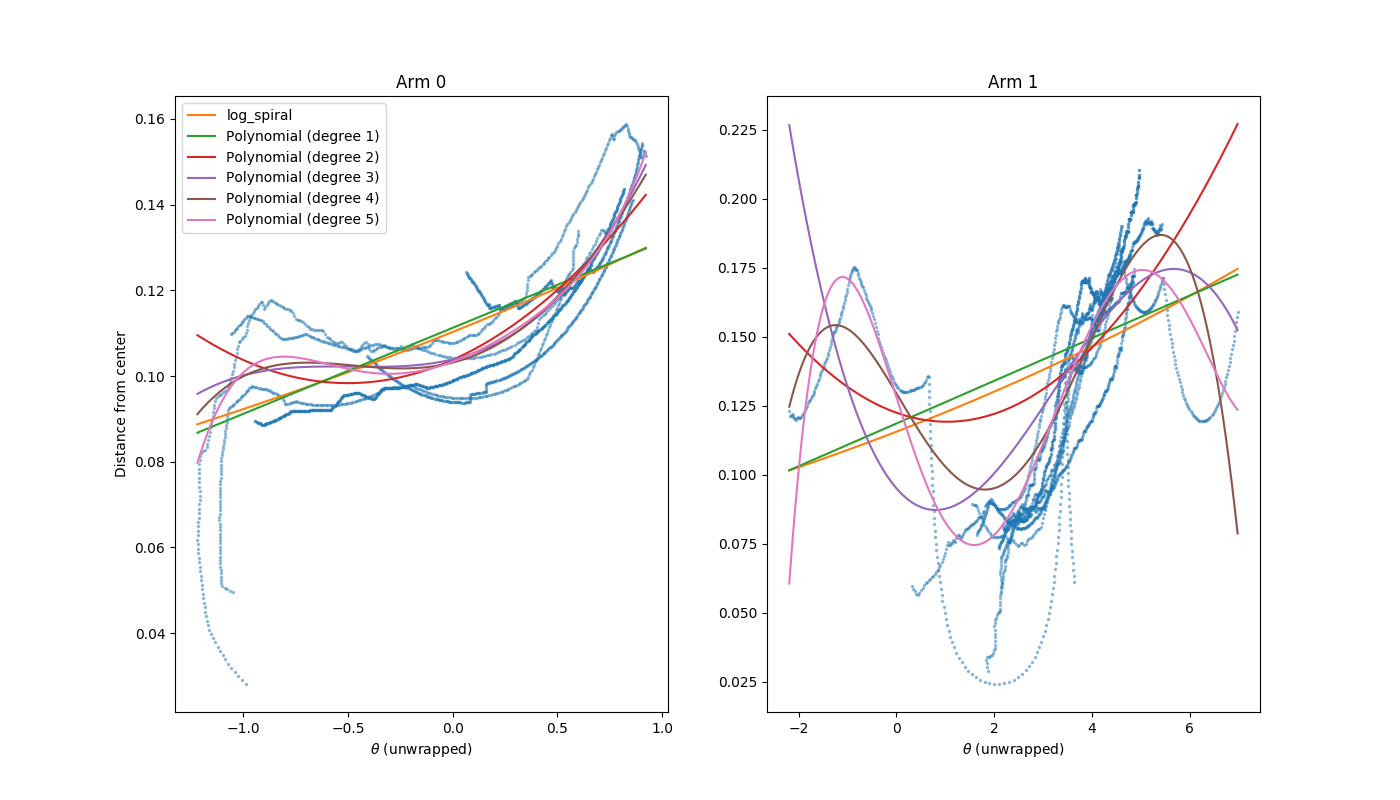 Arm 0
Arm 1
log_spiral
Polynomial (degree 1)
Polynomial (degree 2)
Polynomial (degree 3)
Polynomial (degree 4)
Polynomial (degree 5)
Distance from center
0.16
0.14
0.12
0.10
0.08
0.06
0.04
−1.0
−0.5
0.0
0.5
1.0
θ (unwrapped)
0.225
0.200
0.175
0.150
0.125
0.100
0.075
0.050
0.025
−2
0
2
4
6
θ (unwrapped)